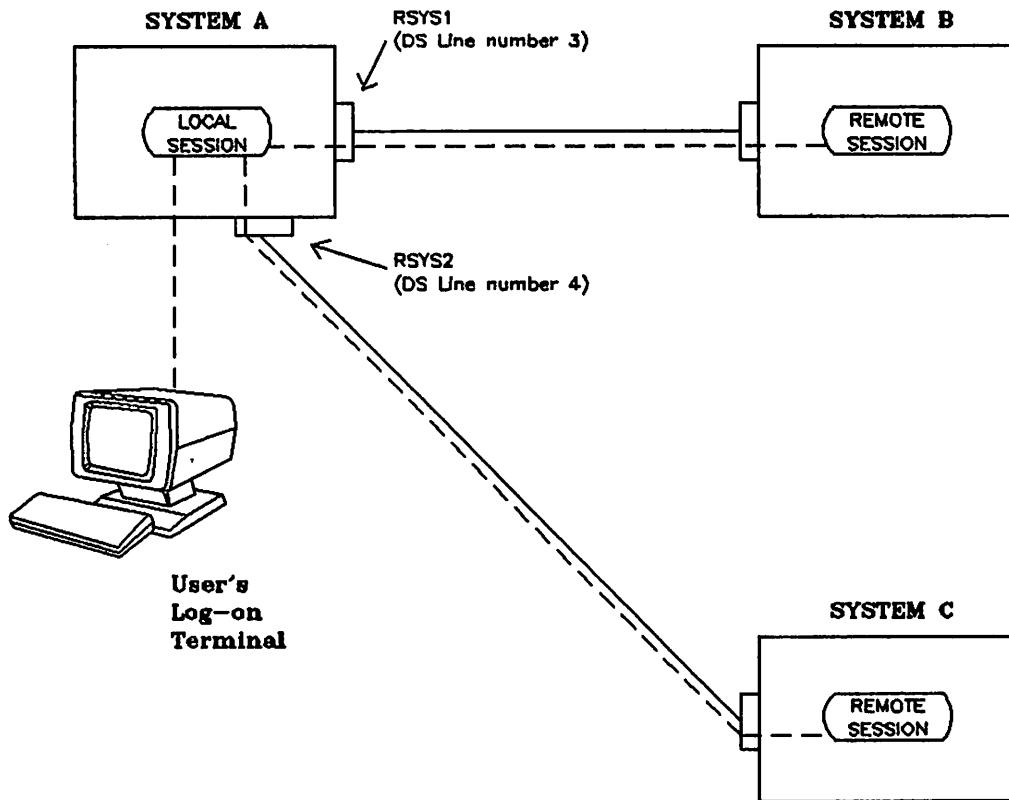 SYSTEM A
RSYS1
(DS Line number 3)
SYSTEM B
LOCAL
SESSION
REMOTE
SESSION
RSYS2
(DS Line number 4)
User's
Log-on
Terminal
SYSTEM C
REMOTE
SESSION